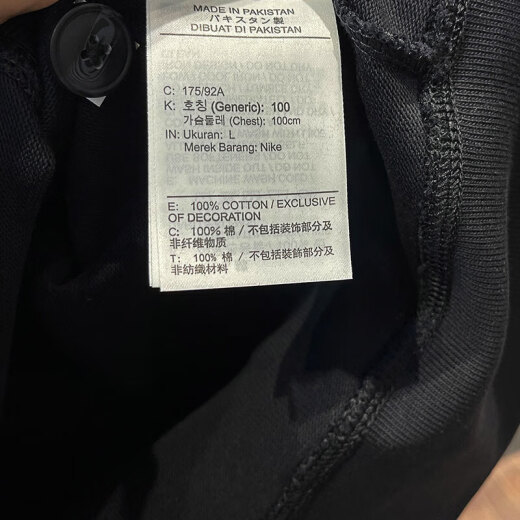 MADE IN PAKISTAN
パキスタン製
DIBUAT DI PAKISTAN
C: 175/92A
K: 호칭 (Generic): 100
가슴둘레 (Chest): 100cm
IN: Ukuran: L
Merek Barang: Nike
E: 100% COTTON / EXCLUSIVE
OF DECORATION
C: 100% 棉 / 不包括装饰部分及
非纤维物质
T: 100% 棉 / 不包括裝飾部分及
非紡織材料